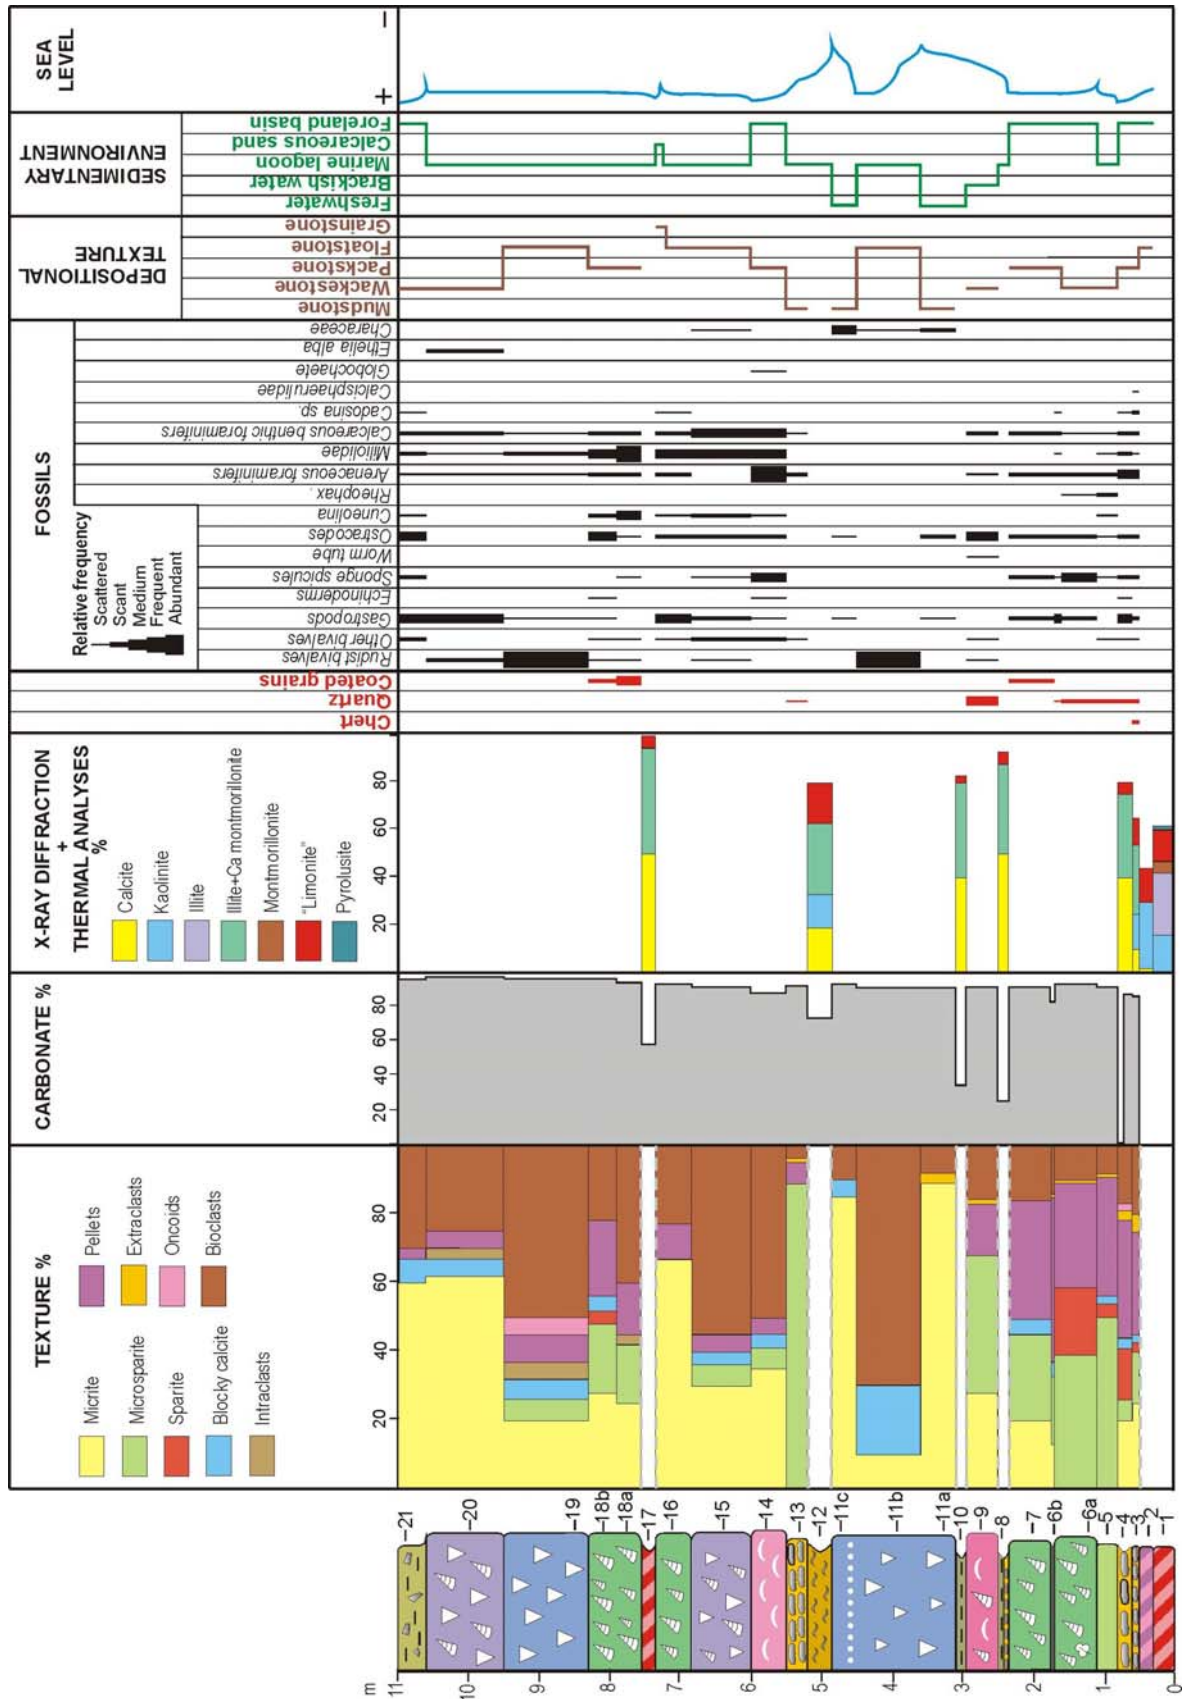 TEXTURE %
Micrite
Microsparite
Sparite
Blocky calcite
Intraclasts
Pellets
Extraclasts
Oncoids
Bioclasts
20
40
60
80
CARBONATE %
20
40
60
80
X-RAY DIFFRACTION
+
THERMAL ANALYSES
%
Calcite
Kaolinite
Illite
Illite+Ca montmorillonite
Montmorillonite
"Limonite"
Pyrolusite
20
40
60
80
Chert
Quartz
Coated grains
FOSSILS
Relative frequency
Scattered
Scant
Medium
Frequent
Abundant
Rudist bivalves
Other bivalves
Gastropods
Echinoderms
Sponge spicules
Worm tube
Ostracodes
Cuneolina
Rheophax .
Arenaceous foraminifers
Miliolidae
Calcareous benthic foraminifers
Cadosina sp.
Calcisphaerulidae
Globochaete
Ethelia alba
Characeae
DEPOSITIONAL
TEXTURE
Mudstone
Wackestone
Packstone
Floatstone
Grainstone
SEDIMENTARY
ENVIRONMENT
Freshwater
Brackish water
Marine lagoon
Calcareous sand
Foreland basin
SEA
LEVEL
+
−
m
11
10
9
8
7
6
5
4
3
2
1
0
21
20
19
18b
18a
17
16
15
14
13
12
11c
11b
11a
10
9
8
7
6b
6a
5
4
3
2
1